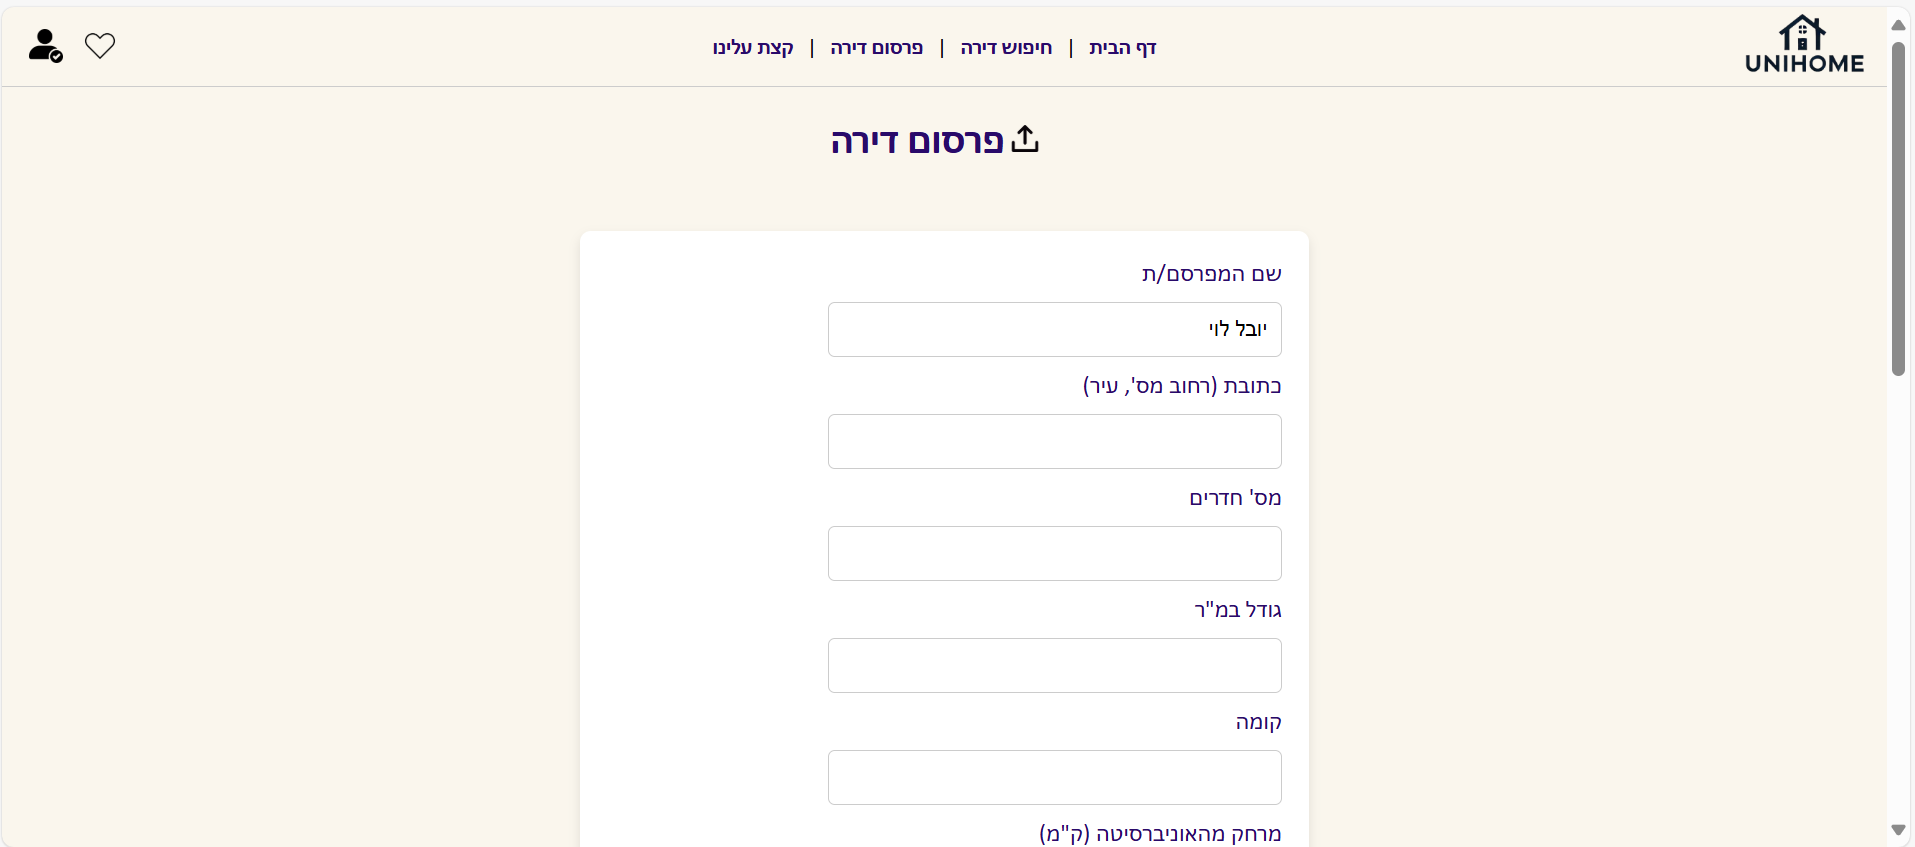 UNIHOME
דף הבית | חיפוש דירה | פרסום דירה | קצת עלינו
פרסום דירה
שם המפרסם/ת
יובל לוי
כתובת (רחוב מס', עיר)
מס' חדרים
גודל במ"ר
קומה
מרחק מהאוניברסיטה (ק"מ)